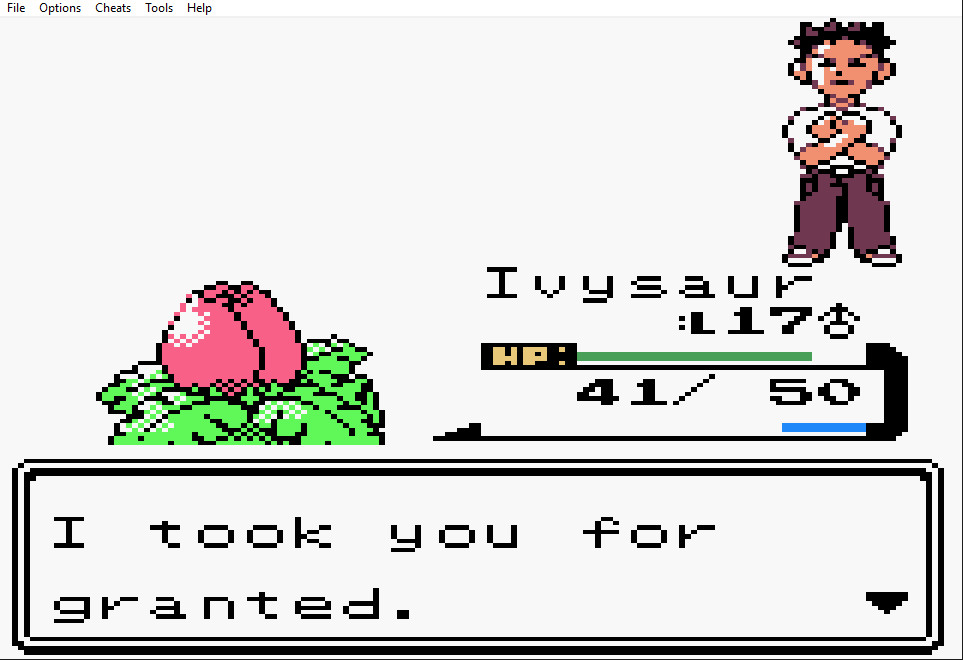 File Options Cheats Tools Help
Ivysaur
:L17♂
HP:
41/ 50
I took you for
granted.